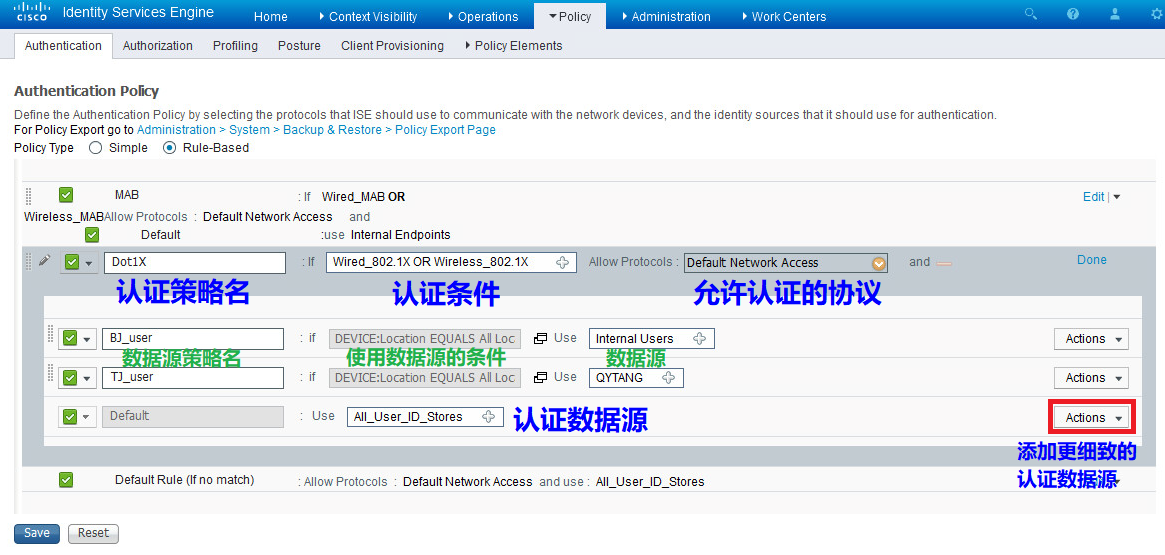 CISCO Identity Services Engine Home Context Visibility Operations Policy Administration Work Centers
Authentication Authorization Profiling Posture Client Provisioning Policy Elements
Authentication Policy
Define the Authentication Policy by selecting the protocols that ISE should use to communicate with the network devices, and the identity sources that it should use for authentication.
For Policy Export go to Administration > System > Backup & Restore > Policy Export Page
Policy Type Simple Rule-Based
MAB : If Wired_MAB OR Edit |
Wireless_MABAllow Protocols : Default Network Access and
Default :use Internal Endpoints
Dot1X : If Wired_802.1X OR Wireless_802.1X Allow Protocols : Default Network Access and Done
认证策略名 认证条件 允许认证的协议
BJ_user : if DEVICE:Location EQUALS All Loc Use Internal Users Actions
数据源策略名 使用数据源的条件 数据源
TJ_user : if DEVICE:Location EQUALS All Loc Use QYTANG Actions
Default : Use All_User_ID_Stores 认证数据源 Actions
添加更细致的
认证数据源
Default Rule (If no match) : Allow Protocols : Default Network Access and use : All_User_ID_Stores
Save Reset